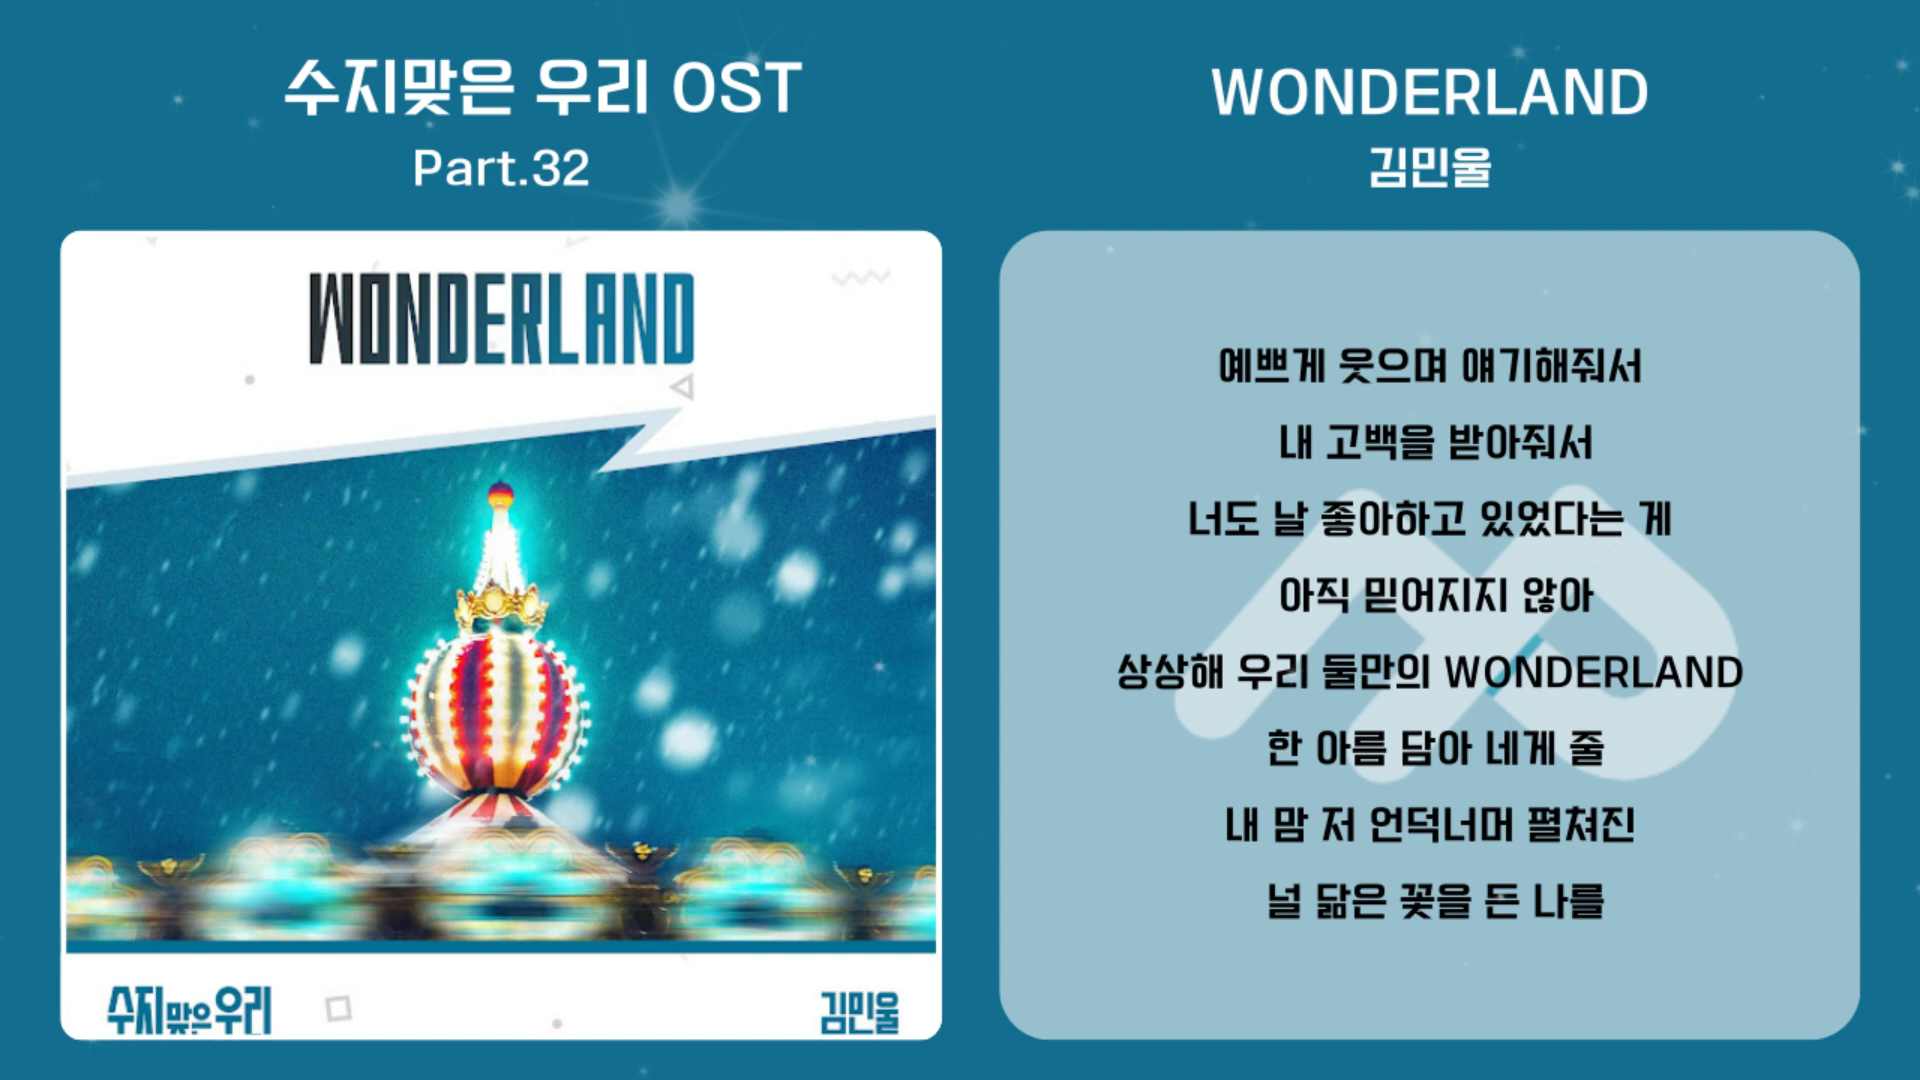 수지맞은 우리 OST
Part.32
WONDERLAND
수지맞은우리
김민울
WONDERLAND
김민울
예쁘게 웃으며 얘기해줘서
내 고백을 받아줘서
너도 날 좋아하고 있었다는 게
아직 믿어지지 않아
상상해 우리 둘만의 WONDERLAND
한 아름 담아 네게 줄
내 맘 저 언덕너머 펼쳐진
널 닮은 꽃을 든 나를